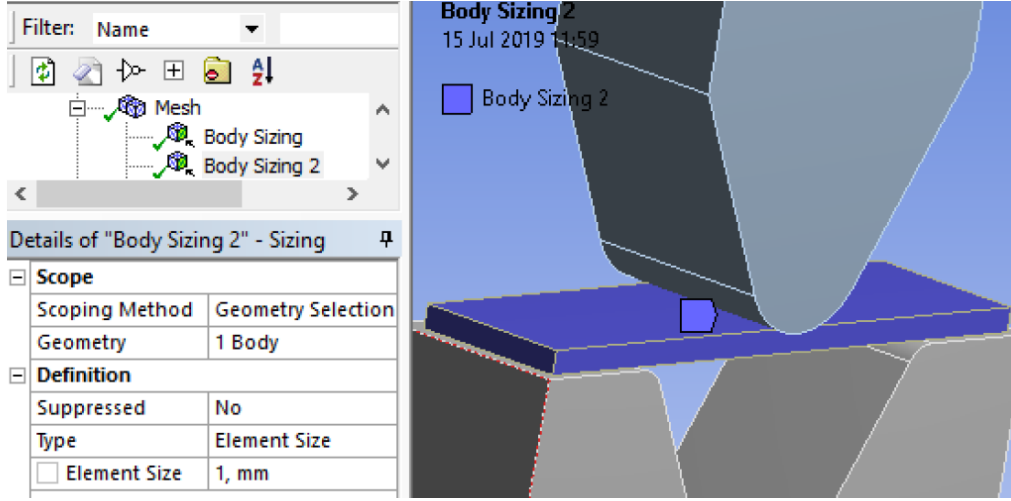 Filter: Name
Mesh
Body Sizing
Body Sizing 2
Details of "Body Sizing 2" - Sizing
Scope
Scoping Method Geometry Selection
Geometry 1 Body
Definition
Suppressed No
Type Element Size
Element Size 1, mm
Body Sizing 2
15 Jul 2019 11:59
Body Sizing 2